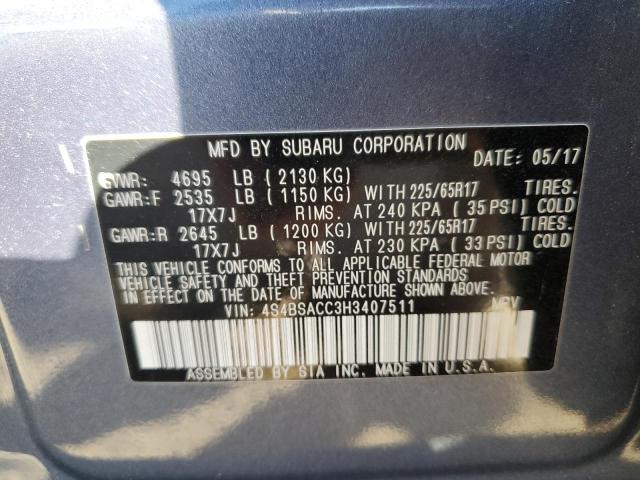 MFD BY SUBARU CORPORATION
DATE: 05/17
GVWR: 4695 LB ( 2130 KG)
GAWR:F 2535 LB ( 1150 KG) WITH 225/65R17 TIRES.
17X7J RIMS. AT 240 KPA ( 35 PSI) COLD
GAWR:R 2645 LB ( 1200 KG) WITH 225/65R17 TIRES.
17X7J RIMS. AT 230 KPA ( 33 PSI) COLD
THIS VEHICLE CONFORMS TO ALL APPLICABLE FEDERAL MOTOR
VEHICLE SAFETY AND THEFT PREVENTION STANDARDS
IN EFFECT ON THE DATE OF MANUFACTURE SHOWN ABOVE.
VIN: 4S4BSACC3H3407511 MPV
ASSEMBLED BY SIA INC. MADE IN U.S.A.